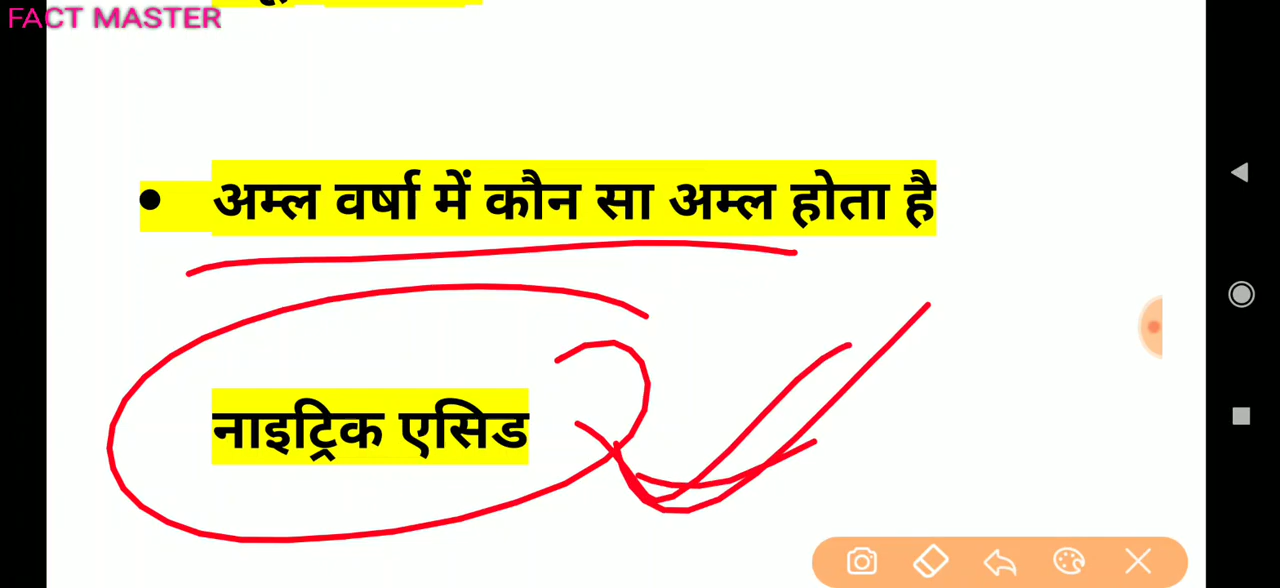 FACT MASTER
• अम्ल वर्षा में कौन सा अम्ल होता है
नाइट्रिक एसिड